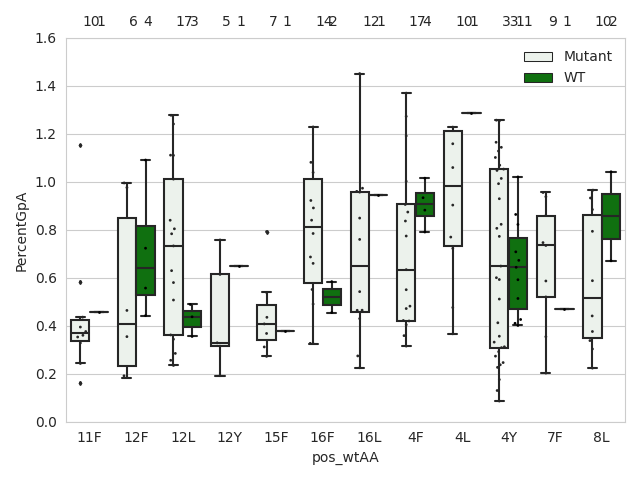 10 1 6 4 17 3 5 1 7 1 14 2 12 1 17 4 10 1 33 11 9 1 10 2
1.6
1.4
1.2
1.0
0.8
0.6
0.4
0.2
0.0
PercentGpA
Mutant
WT
11F 12F 12L 12Y 15F 16F 16L 4F 4L 4Y 7F 8L
pos_wtAA